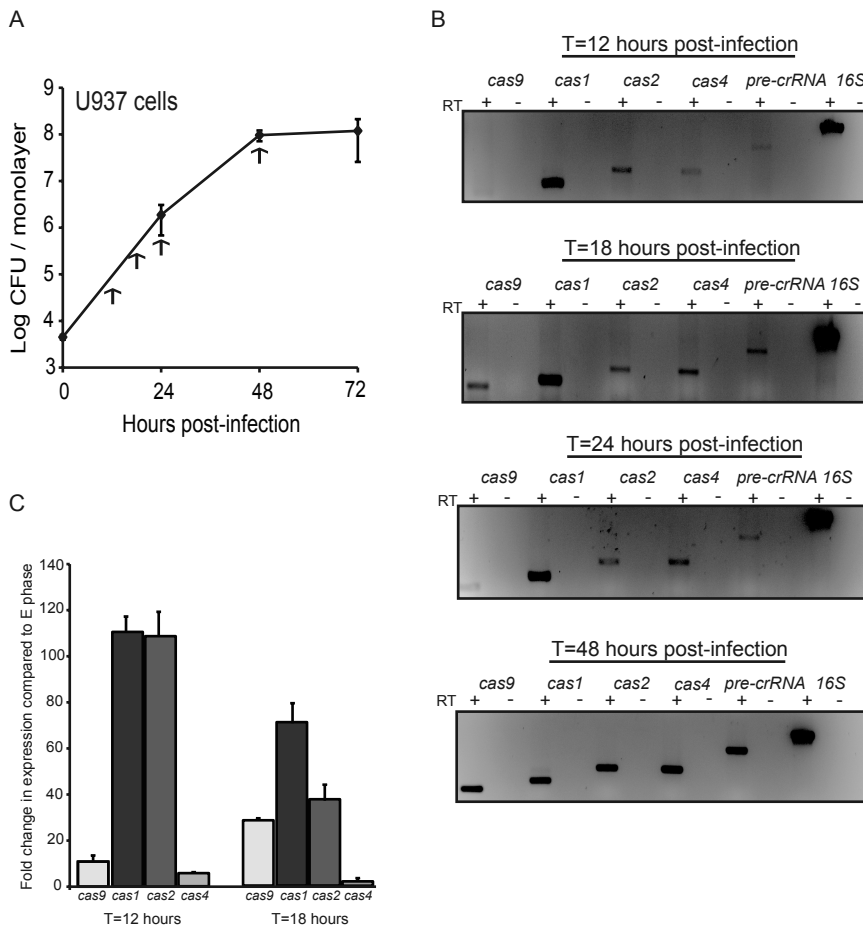 A
U937 cells
Log CFU / monolayer
9
8
7
6
5
4
3
0 24 48 72
Hours post-infection
B
T=12 hours post-infection
cas9 cas1 cas2 cas4 pre-crRNA 16S
RT + - + - + - + - + - + -
T=18 hours post-infection
cas9 cas1 cas2 cas4 pre-crRNA 16S
RT + - + - + - + - + - + -
T=24 hours post-infection
cas9 cas1 cas2 cas4 pre-crRNA 16S
RT + - + - + - + - + - + -
T=48 hours post-infection
cas9 cas1 cas2 cas4 pre-crRNA 16S
RT + - + - + - + - + - + -
C
Fold change in expression compared to E phase
140
120
100
80
60
40
20
0
cas9 cas1 cas2 cas4 cas9 cas1 cas2 cas4
T=12 hours T=18 hours